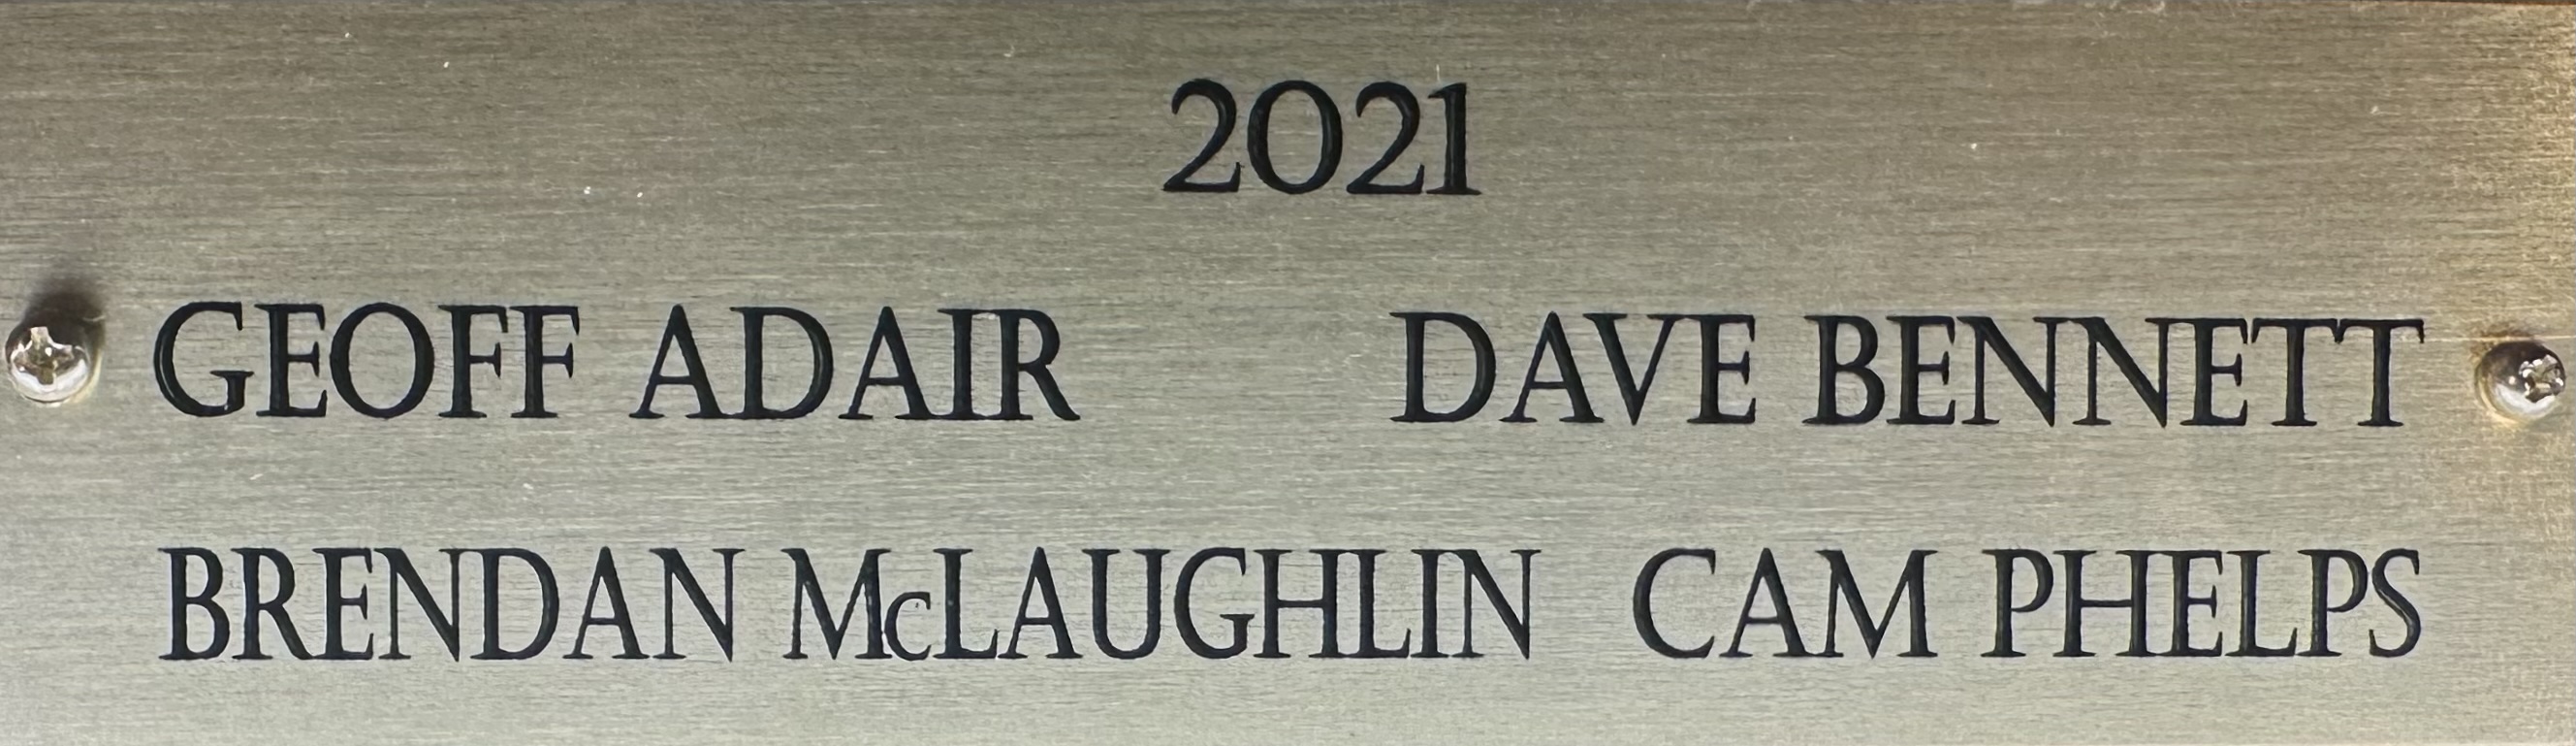 2021
GEOFF ADAIR DAVE BENNETT
BRENDAN McLAUGHLIN CAM PHELPS